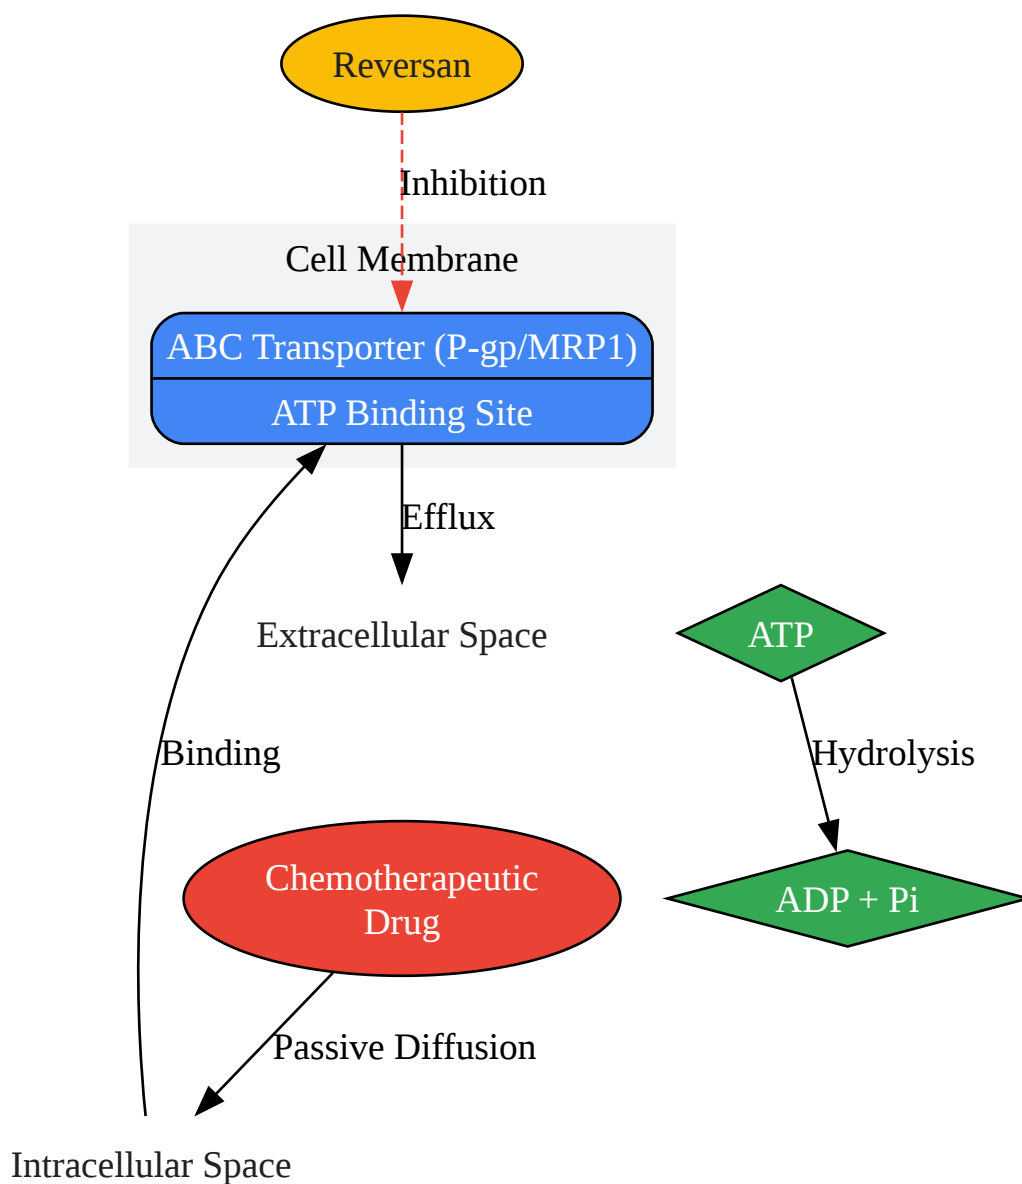 Reversan
Inhibition
Cell Membrane
ABC Transporter (P-gp/MRP1)
ATP Binding Site
Efflux
Extracellular Space
ATP
Binding
Hydrolysis
Chemotherapeutic
Drug
ADP + Pi
Passive Diffusion
Intracellular Space